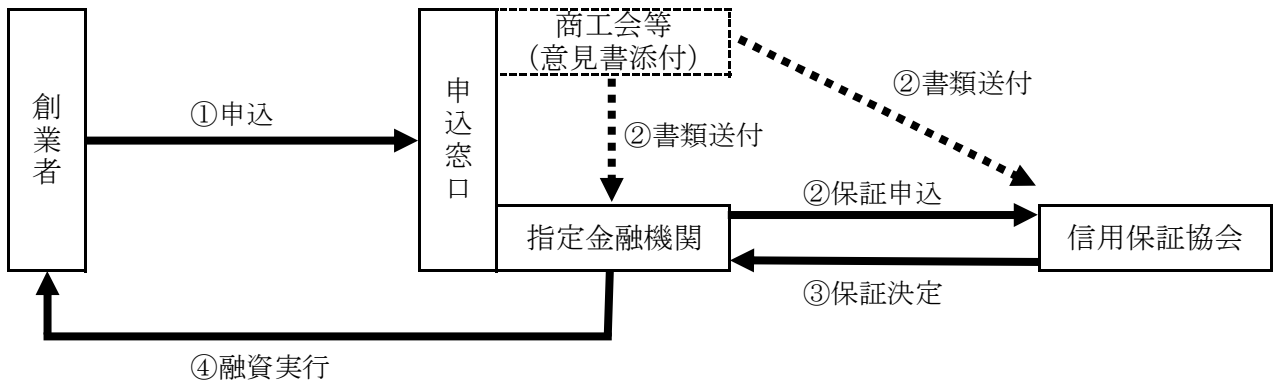 商工会等
（意見書添付）
②書類送付
創業者
①申込
申込窓口
②書類送付
②保証申込
指定金融機関
信用保証協会
③保証決定
④融資実行